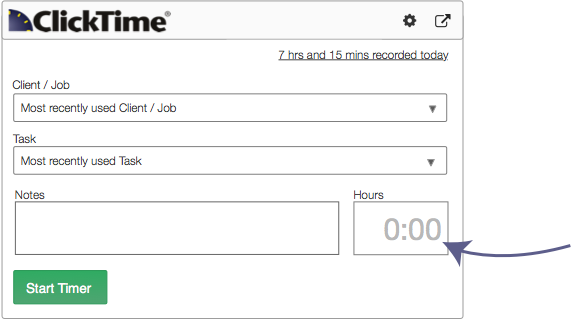 ClickTime®
7 hrs and 15 mins recorded today
Client / Job
Most recently used Client / Job
Task
Most recently used Task
Notes
Hours
0:00
Start Timer